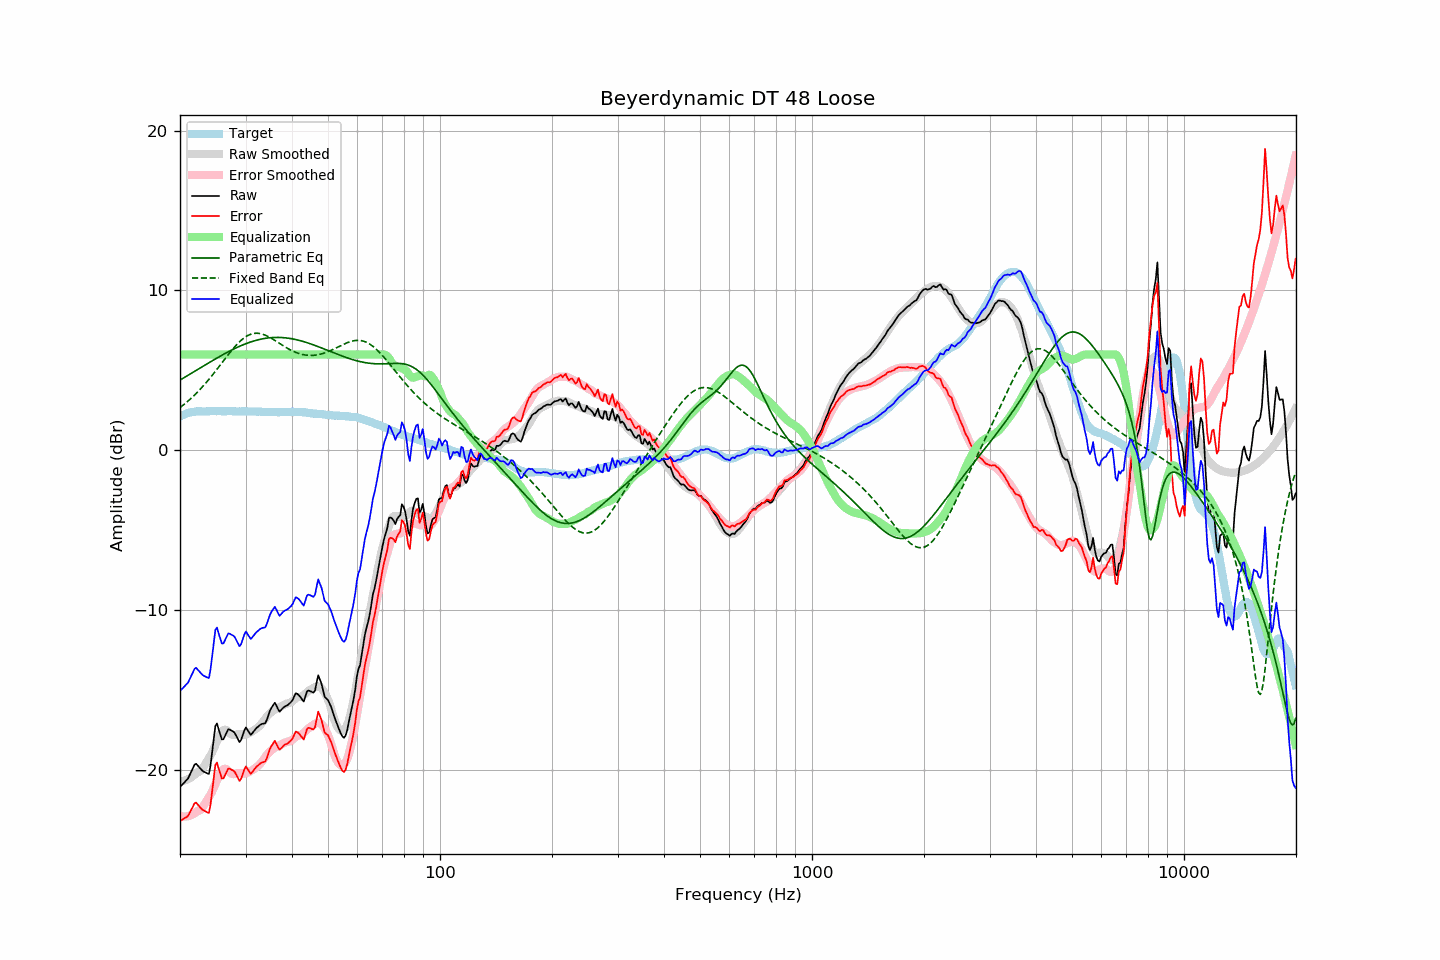 Beyerdynamic DT 48 Loose
Target
Raw Smoothed
Error Smoothed
Raw
Error
Equalization
Parametric Eq
Fixed Band Eq
Equalized
20
10
0
−10
−20
Amplitude (dBr)
100
1000
10000
Frequency (Hz)